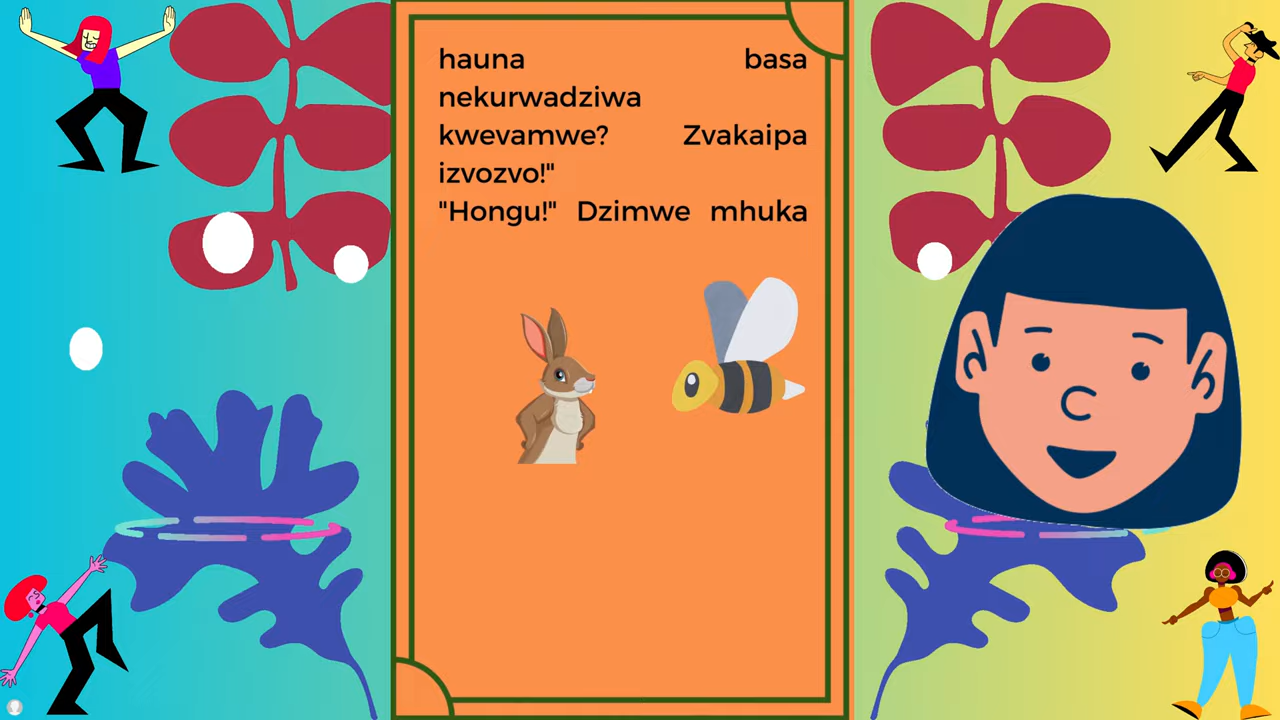 hauna basa
nekurwadziwa
kwevamwe? Zvakaipa
izvozvo!"
"Hongu!" Dzimwe mhuka